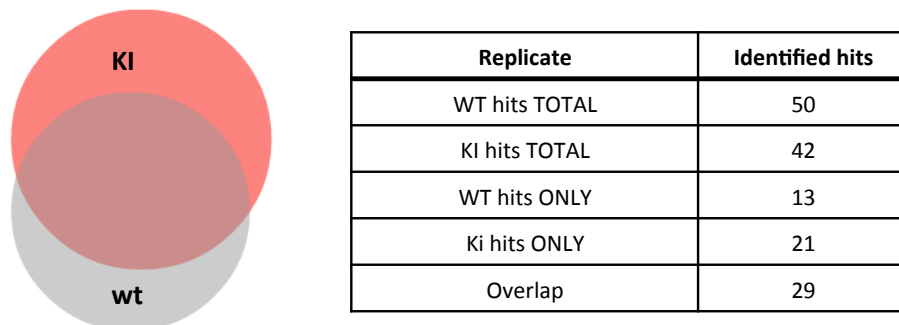 KI
wt
Replicate Identified hits
WT hits TOTAL 50
KI hits TOTAL 42
WT hits ONLY 13
Ki hits ONLY 21
Overlap 29